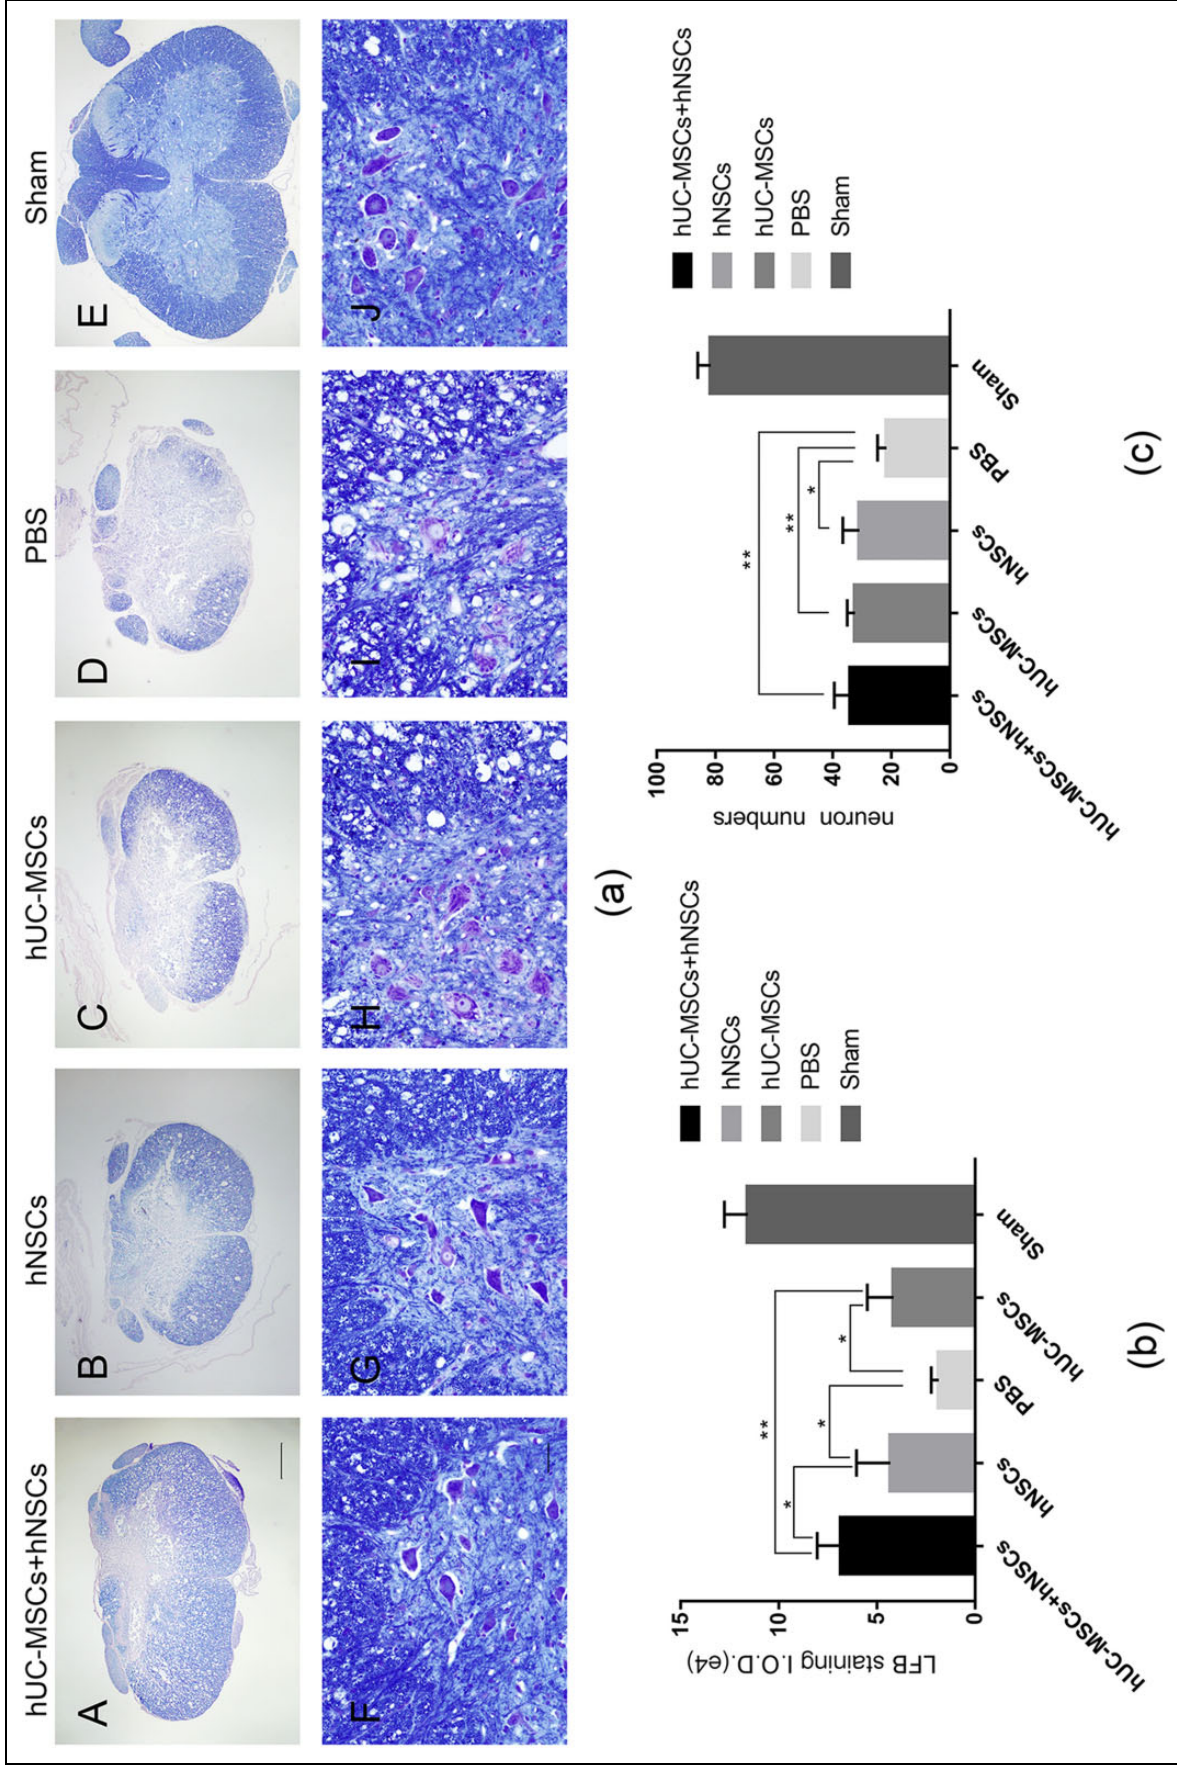 hUC-MSCs+hNSCs
hNSCs
hUC-MSCs
PBS
Sham
A
B
C
D
E
F
G
H
I
J
(a)
LFB staining I.O.D.(e4)
15
10
5
0
*
**
*
*
hUC-MSCs+hNSCs
hNSCs
PBS
hUC-MSCs
Sham
hUC-MSCs+hNSCs
hNSCs
hUC-MSCs
PBS
Sham
(b)
neuron numbers
100
80
60
40
20
0
**
**
*
hUC-MSCs+hNSCs
hUC-MSCs
hNSCs
PBS
Sham
hUC-MSCs+hNSCs
hNSCs
hUC-MSCs
PBS
Sham
(c)